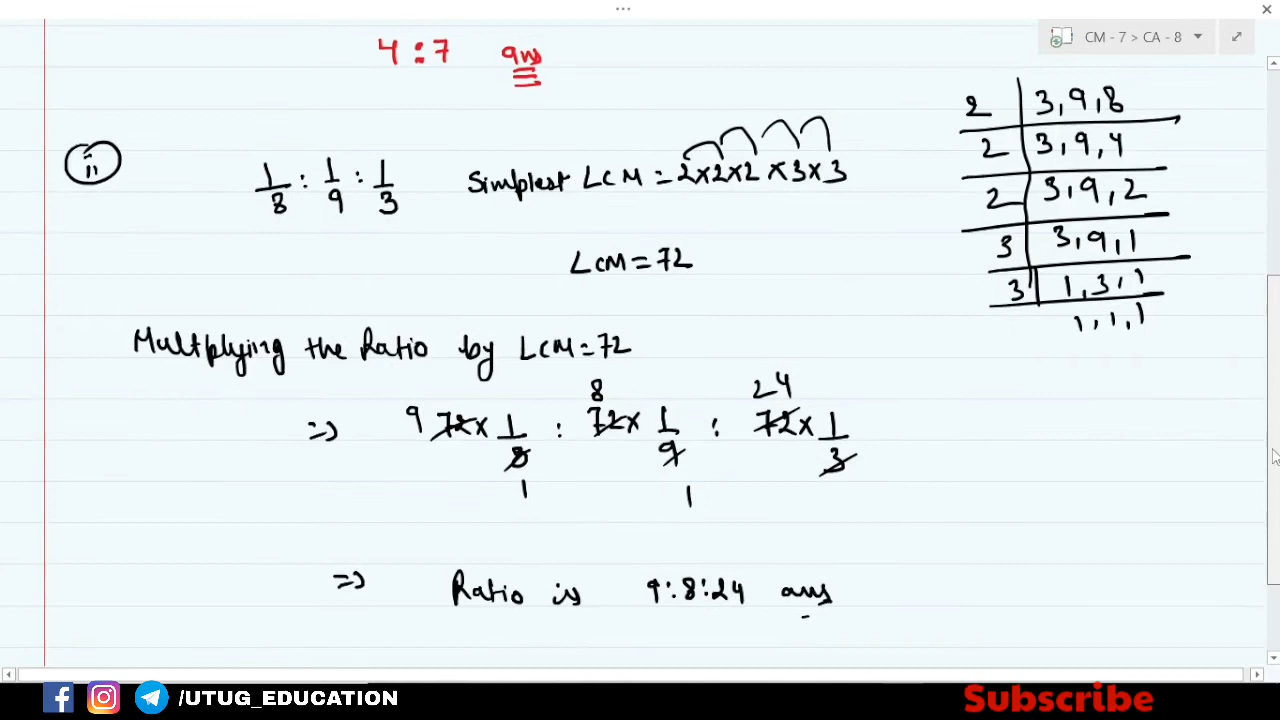 ...
CM - 7 > CA - 8
4 : 7 ans
ii 1/8 : 1/9 : 1/3 Simplest LCM = 2×2×2 ×3×3
LCM = 72
2 | 3, 9, 8
2 | 3, 9, 4
2 | 3, 9, 2
3 | 3, 9, 1
3 | 1, 3, 1
1, 1, 1
Multplying the Ratio by LCM = 72
=> 9 72 × 1/8 1 : 8 72 × 1/9 1 : 24 72 × 1/3
=> Ratio is 9:8:24 ans
/UTUG_EDUCATION
Subscribe